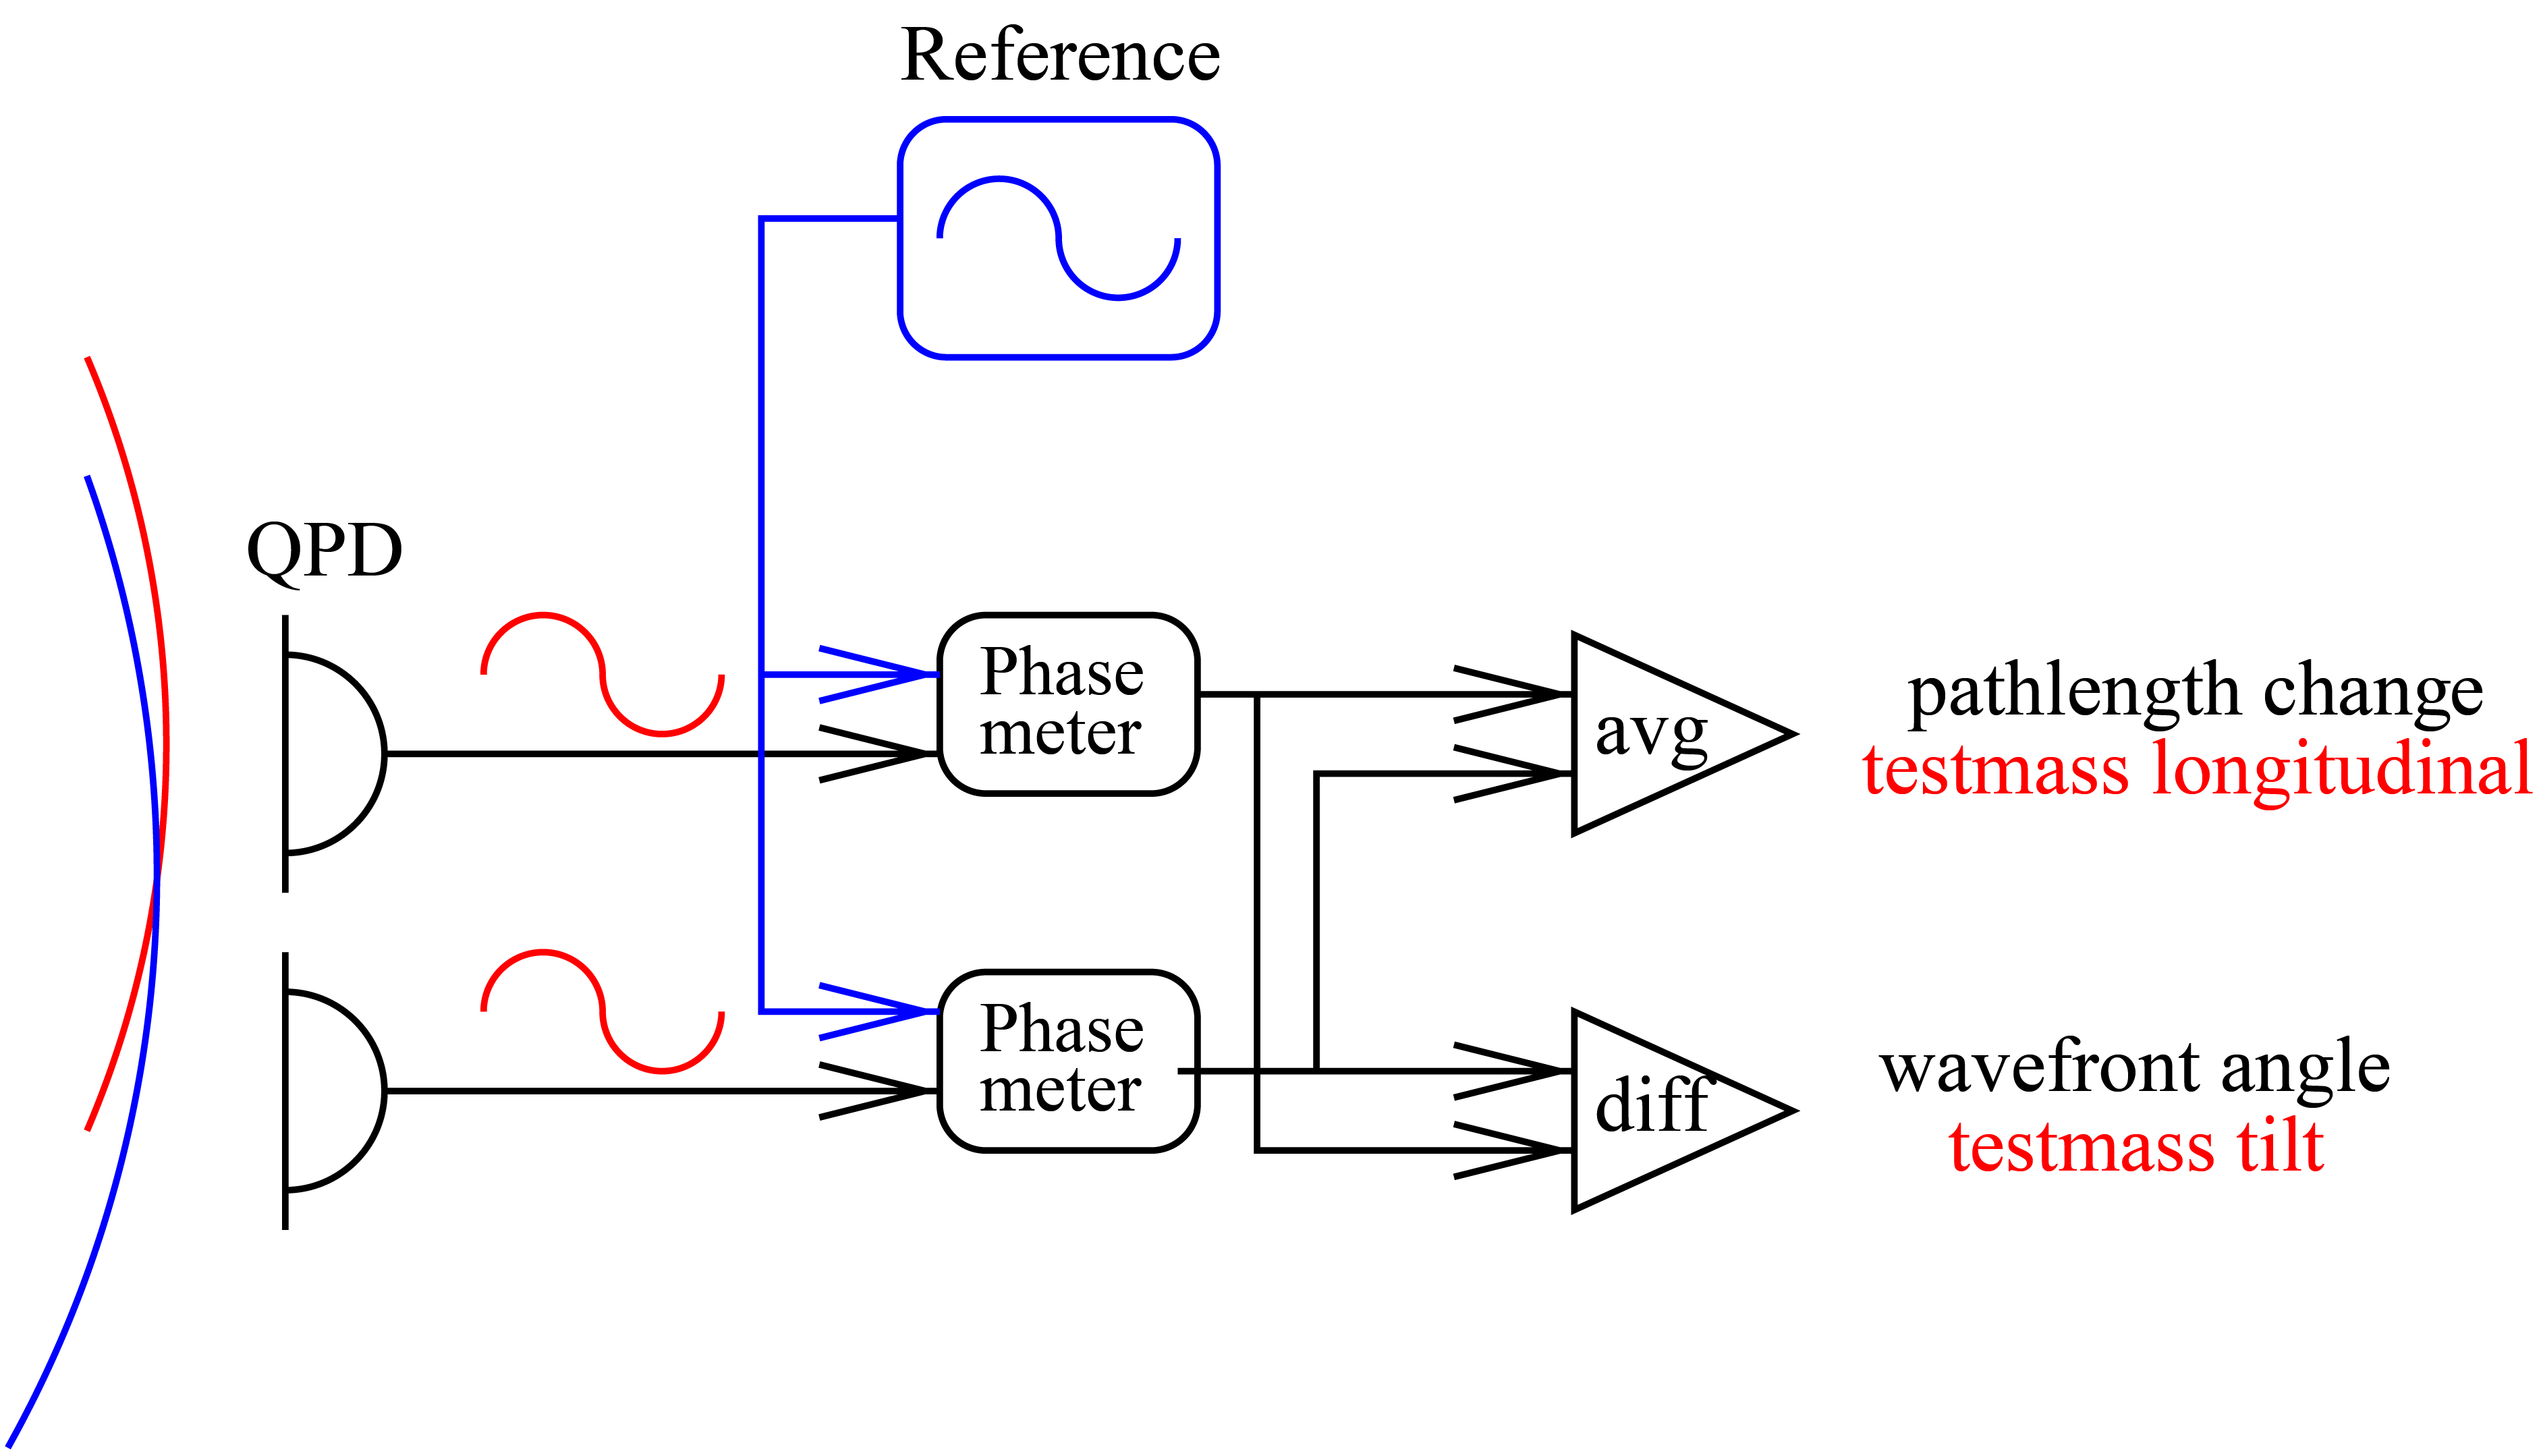 Reference
QPD
Phase
meter
avg
pathlength change
testmass longitudinal
Phase
meter
diff
wavefront angle
testmass tilt